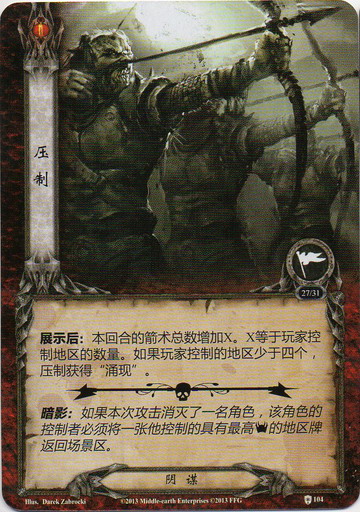 压制
27/31
展示后：本回合的箭术总数增加X。X等于玩家控
制地区的数量。如果玩家控制的地区少于四个，
压制获得“涌现”。
暗影：如果本次攻击消灭了一名角色，该角色的
控制者必须将一张他控制的具有最高
的地区牌
返回场景区。
阴谋
Illus. Darek Zabrocki
©2013 Middle-earth Enterprises ©2013 FFG
104